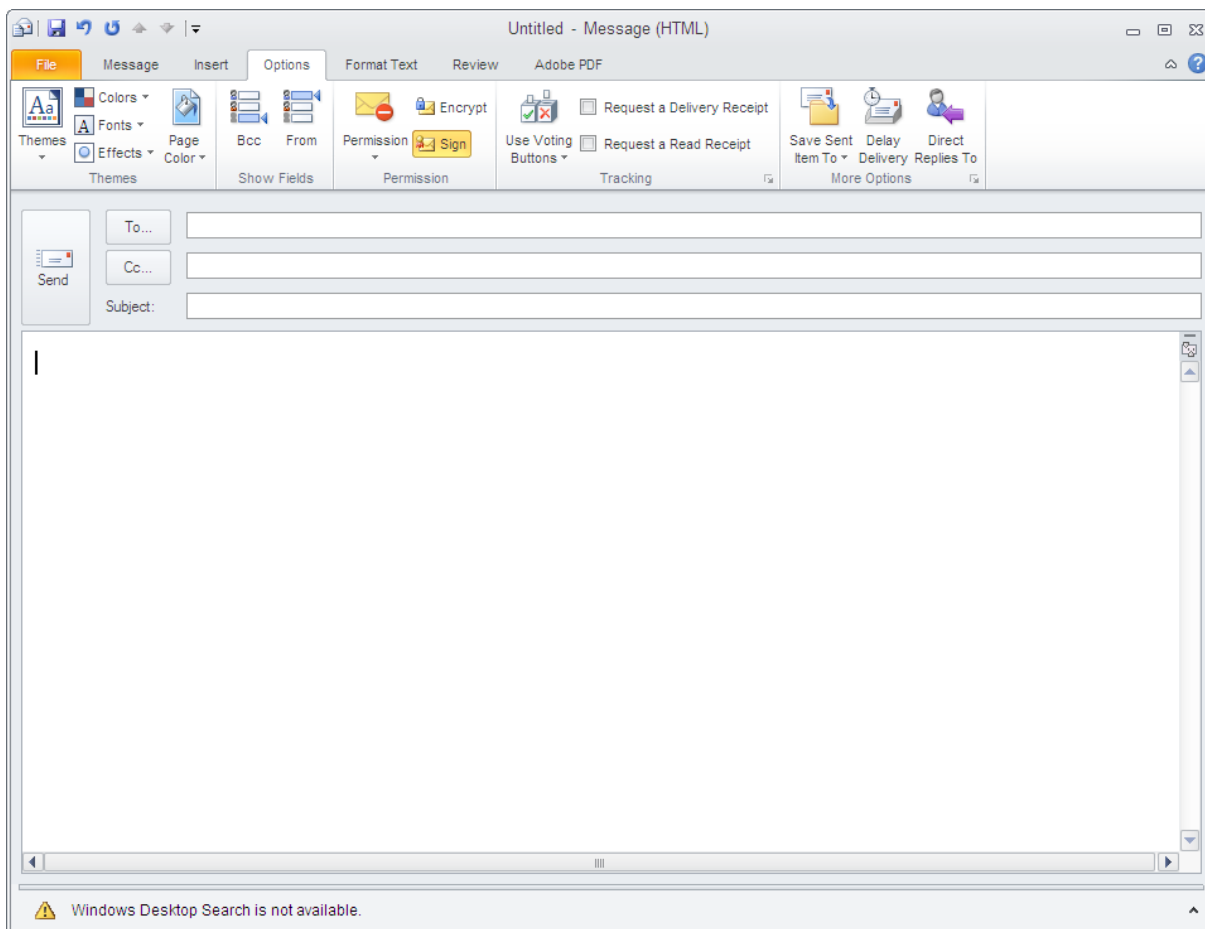 Untitled - Message (HTML)
File Message Insert Options Format Text Review Adobe PDF
Aa Colors Fonts Effects Themes Page Color
Bcc From
Permission Encrypt Sign
Use Voting Buttons Request a Delivery Receipt
Request a Read Receipt
Save Sent Item To Delay Delivery Direct Replies To
Themes Show Fields Permission Tracking More Options
To...
Send
Cc...
Subject:
Windows Desktop Search is not available.